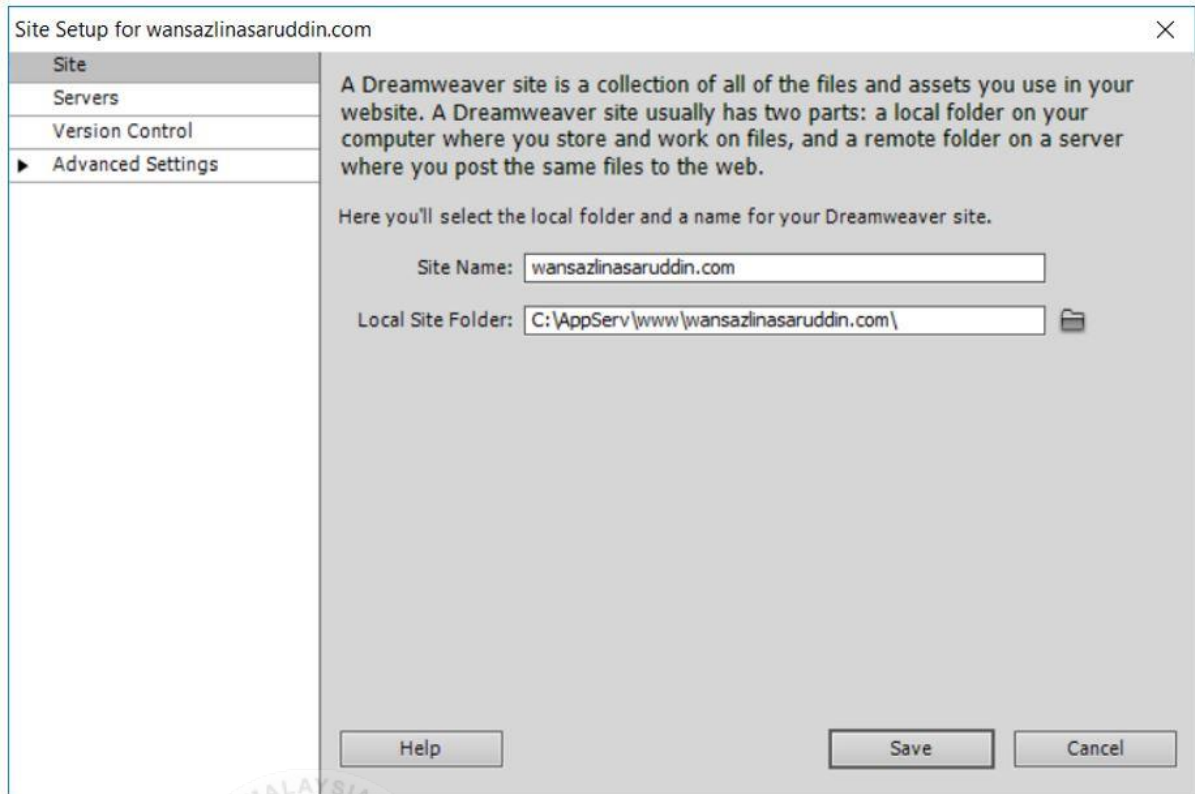 Site Setup for wansazlinasaruddin.com
Site
Servers
Version Control
Advanced Settings
A Dreamweaver site is a collection of all of the files and assets you use in your
website. A Dreamweaver site usually has two parts: a local folder on your
computer where you store and work on files, and a remote folder on a server
where you post the same files to the web.
Here you'll select the local folder and a name for your Dreamweaver site.
Site Name: wansazlinasaruddin.com
Local Site Folder: C:\AppServ\www\wansazlinasaruddin.com\
Help Save Cancel
MALAYSIA